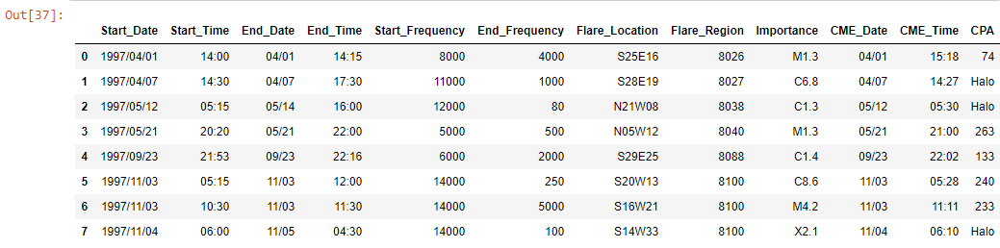 Out[37]:
Start_Date Start_Time End_Date End_Time Start_Frequency End_Frequency Flare_Location Flare_Region Importance CME_Date CME_Time CPA
0 1997/04/01 14:00 04/01 14:15 8000 4000 S25E16 8026 M1.3 04/01 15:18 74
1 1997/04/07 14:30 04/07 17:30 11000 1000 S28E19 8027 C6.8 04/07 14:27 Halo
2 1997/05/12 05:15 05/14 16:00 12000 80 N21W08 8038 C1.3 05/12 05:30 Halo
3 1997/05/21 20:20 05/21 22:00 5000 500 N05W12 8040 M1.3 05/21 21:00 263
4 1997/09/23 21:53 09/23 22:16 6000 2000 S29E25 8088 C1.4 09/23 22:02 133
5 1997/11/03 05:15 11/03 12:00 14000 250 S20W13 8100 C8.6 11/03 05:28 240
6 1997/11/03 10:30 11/03 11:30 14000 5000 S16W21 8100 M4.2 11/03 11:11 233
7 1997/11/04 06:00 11/05 04:30 14000 100 S14W33 8100 X2.1 11/04 06:10 Halo